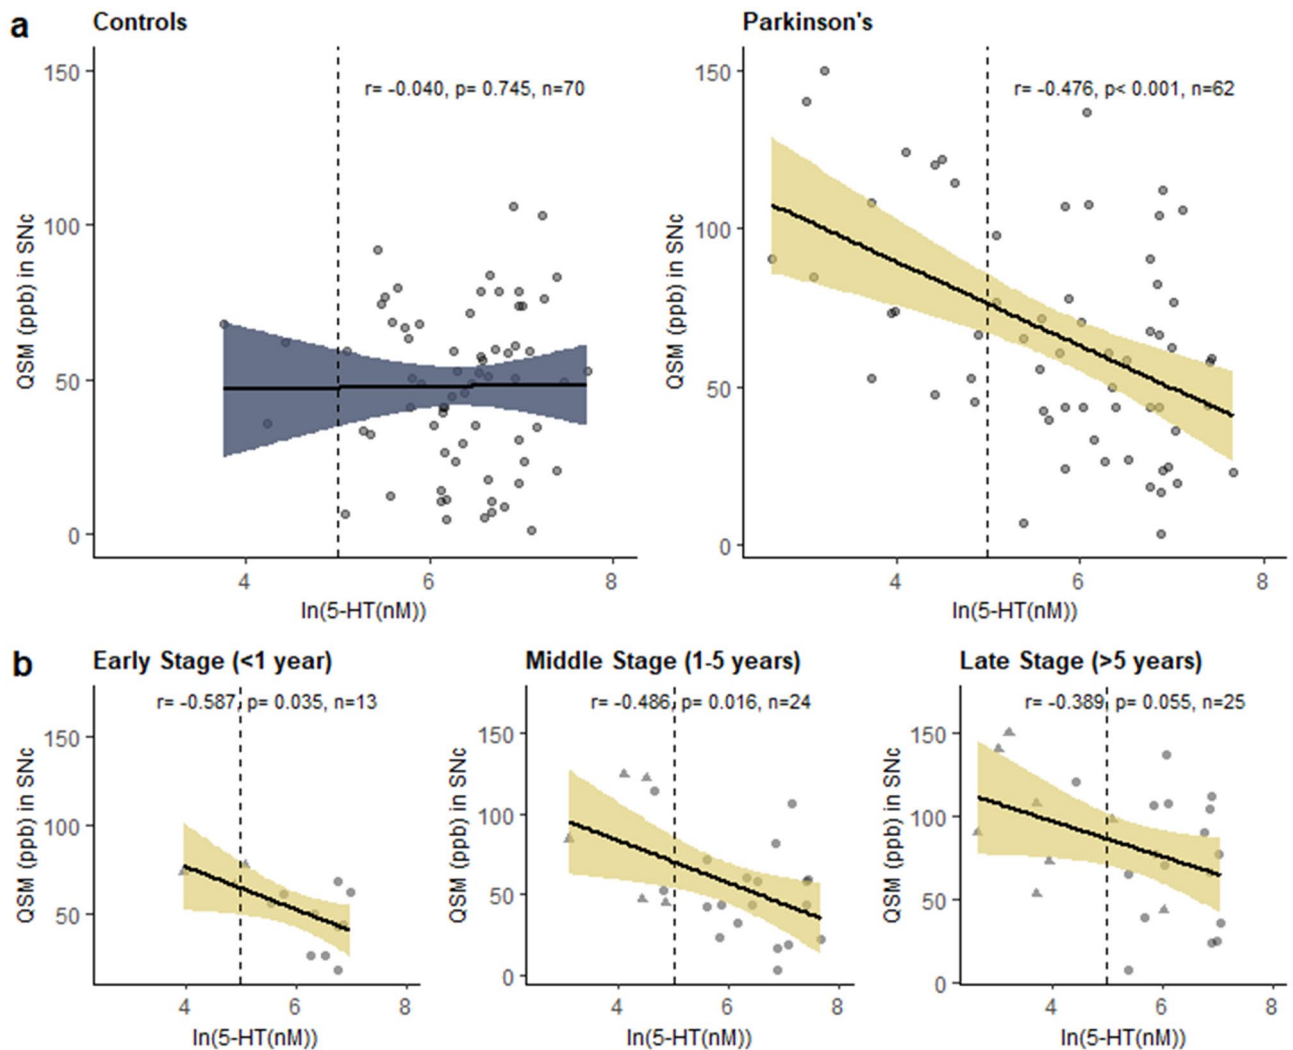 a
Controls
Parkinson's
r= -0.040, p= 0.745, n=70
r= -0.476, p< 0.001, n=62
QSM (ppb) in SNc
150
100
50
0
4
6
8
ln(5-HT(nM))
QSM (ppb) in SNc
150
100
50
0
4
6
8
ln(5-HT(nM))
b
Early Stage (<1 year)
Middle Stage (1-5 years)
Late Stage (>5 years)
r= -0.587, p= 0.035, n=13
r= -0.486, p= 0.016, n=24
r= -0.389, p= 0.055, n=25
QSM (ppb) in SNc
150
100
50
4
6
8
ln(5-HT(nM))
QSM (ppb) in SNc
150
100
50
0
4
6
8
ln(5-HT(nM))
QSM (ppb) in SNc
150
100
50
0
4
6
8
ln(5-HT(nM))